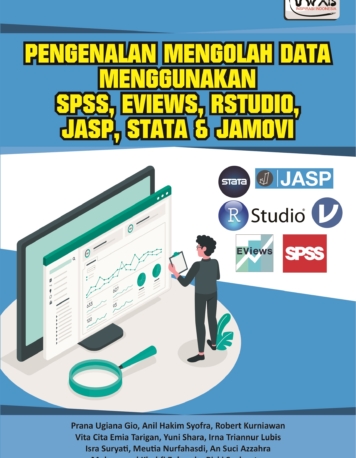 PENGENALAN MENGOLAH DATA
MENGGUNAKAN
SPSS, EVIEWS, RSTUDIO,
JASP, STATA & JAMOVI
STATA
JASP
R Studio
EViews
SPSS
Prana Ugiana Gio, Anil Hakim Syofra, Robert Kurniawan
Vita Cita Emia Tarigan, Yuni Shara, Irna Triannur Lubis
Isra Suryati, Meutia Nurfahasdi, An Suci Azzahra